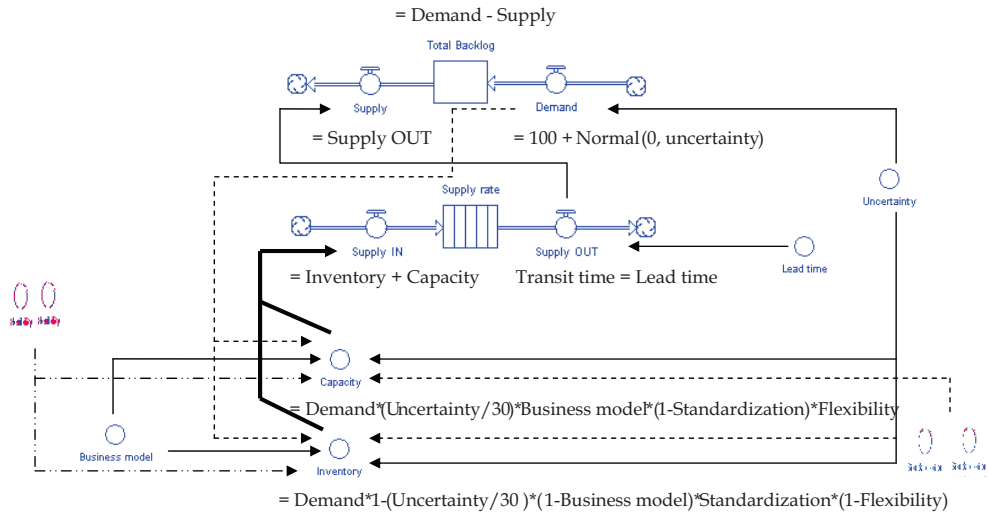 = Demand - Supply
Total Backlog
Supply
Demand
= Supply OUT
= 100 + Normal(0, uncertainty)
Supply rate
Uncertainty
Supply IN
Supply OUT
Lead time
= Inventory + Capacity
Transit time = Lead time
Capacity
= Demand*(Uncertainty/30)*Business model*(1-Standardization)*Flexibility
Business model
Inventory
= Demand*1-(Uncertainty/30 )*(1-Business model)*Standardization*(1-Flexibility)